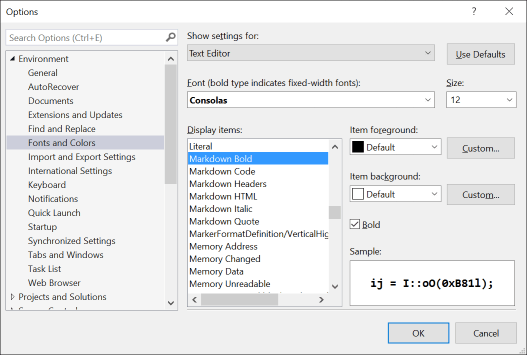 Options
Search Options (Ctrl+E)
Environment
General
AutoRecover
Documents
Extensions and Updates
Find and Replace
Fonts and Colors
Import and Export Settings
International Settings
Keyboard
Notifications
Quick Launch
Startup
Synchronized Settings
Tabs and Windows
Task List
Web Browser
Projects and Solutions
Show settings for:
Text Editor
Use Defaults
Font (bold type indicates fixed-width fonts):
Size:
Consolas
12
Display items:
Literal
Markdown Bold
Markdown Code
Markdown Headers
Markdown HTML
Markdown Italic
Markdown Quote
MarkerFormatDefinition/VerticalHig
Memory Address
Memory Changed
Memory Data
Memory Unreadable
Item foreground:
Default
Custom...
Item background:
Default
Custom...
Bold
Sample:
ij = I::oO(0xB81l);
OK
Cancel